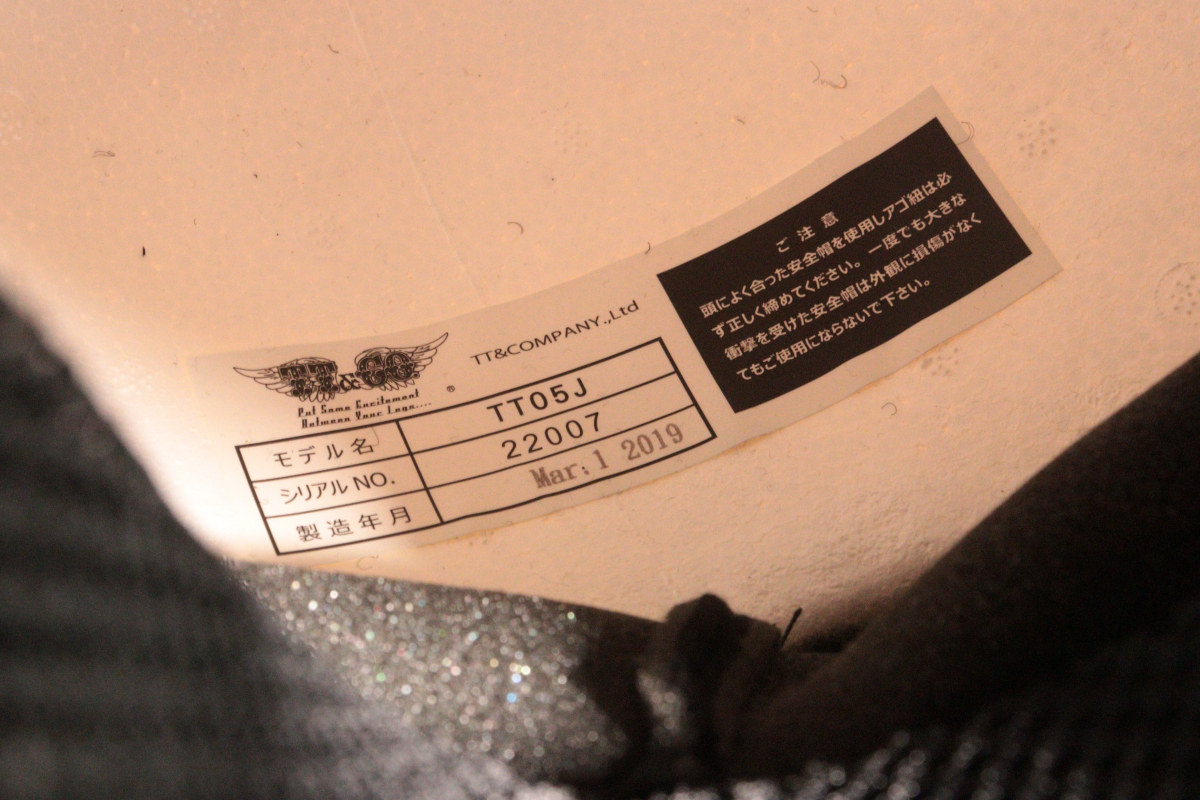 TT&CO
®
Put Some Excitement
Between Your Legs....
TT&COMPANY.,Ltd
モデル名 TT05J
シリアルNO. 22007
製造年月 Mar. 1 2019
ご注意
頭によく合った安全帽を使用しアゴ紐は必
ず正しく締めてください。一度でも大きな
衝撃を受けた安全帽は外観に損傷がなく
てもご使用にならないで下さい。